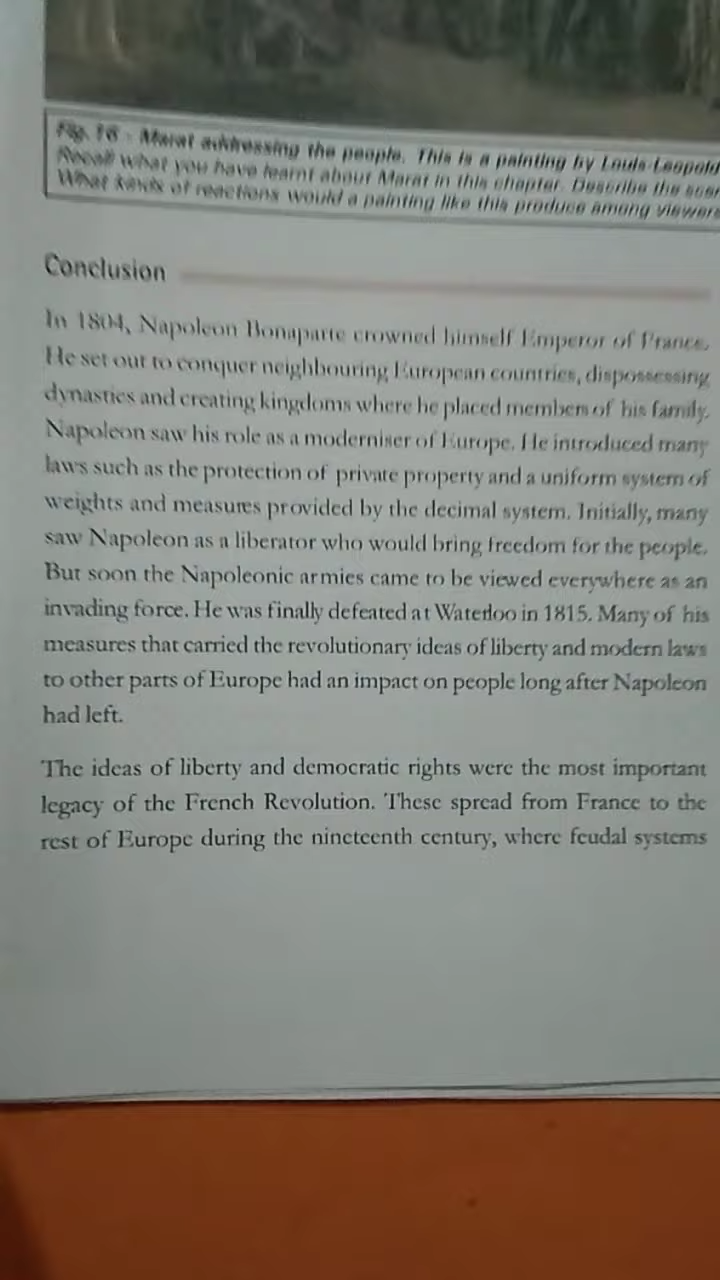 Fig. 16 - Marat addressing the people. This is a painting by Louis-Leopold
Recall what you have learnt about Marat in this chapter. Describe the
What kinds of reactions would a painting like this produce among viewers
Conclusion
In 1804, Napoleon Bonaparte crowned himself Emperor of France.
He set out to conquer neighbouring European countries, dispossessing
dynasties and creating kingdoms where he placed members of his family.
Napoleon saw his role as a moderniser of Europe. He introduced many
laws such as the protection of private property and a uniform system of
weights and measures provided by the decimal system. Initially, many
saw Napoleon as a liberator who would bring freedom for the people.
But soon the Napoleonic armies came to be viewed everywhere as an
invading force. He was finally defeated at Waterloo in 1815. Many of his
measures that carried the revolutionary ideas of liberty and modern laws
to other parts of Europe had an impact on people long after Napoleon
had left.
The ideas of liberty and democratic rights were the most important
legacy of the French Revolution. These spread from France to the
rest of Europe during the nineteenth century, where feudal systems